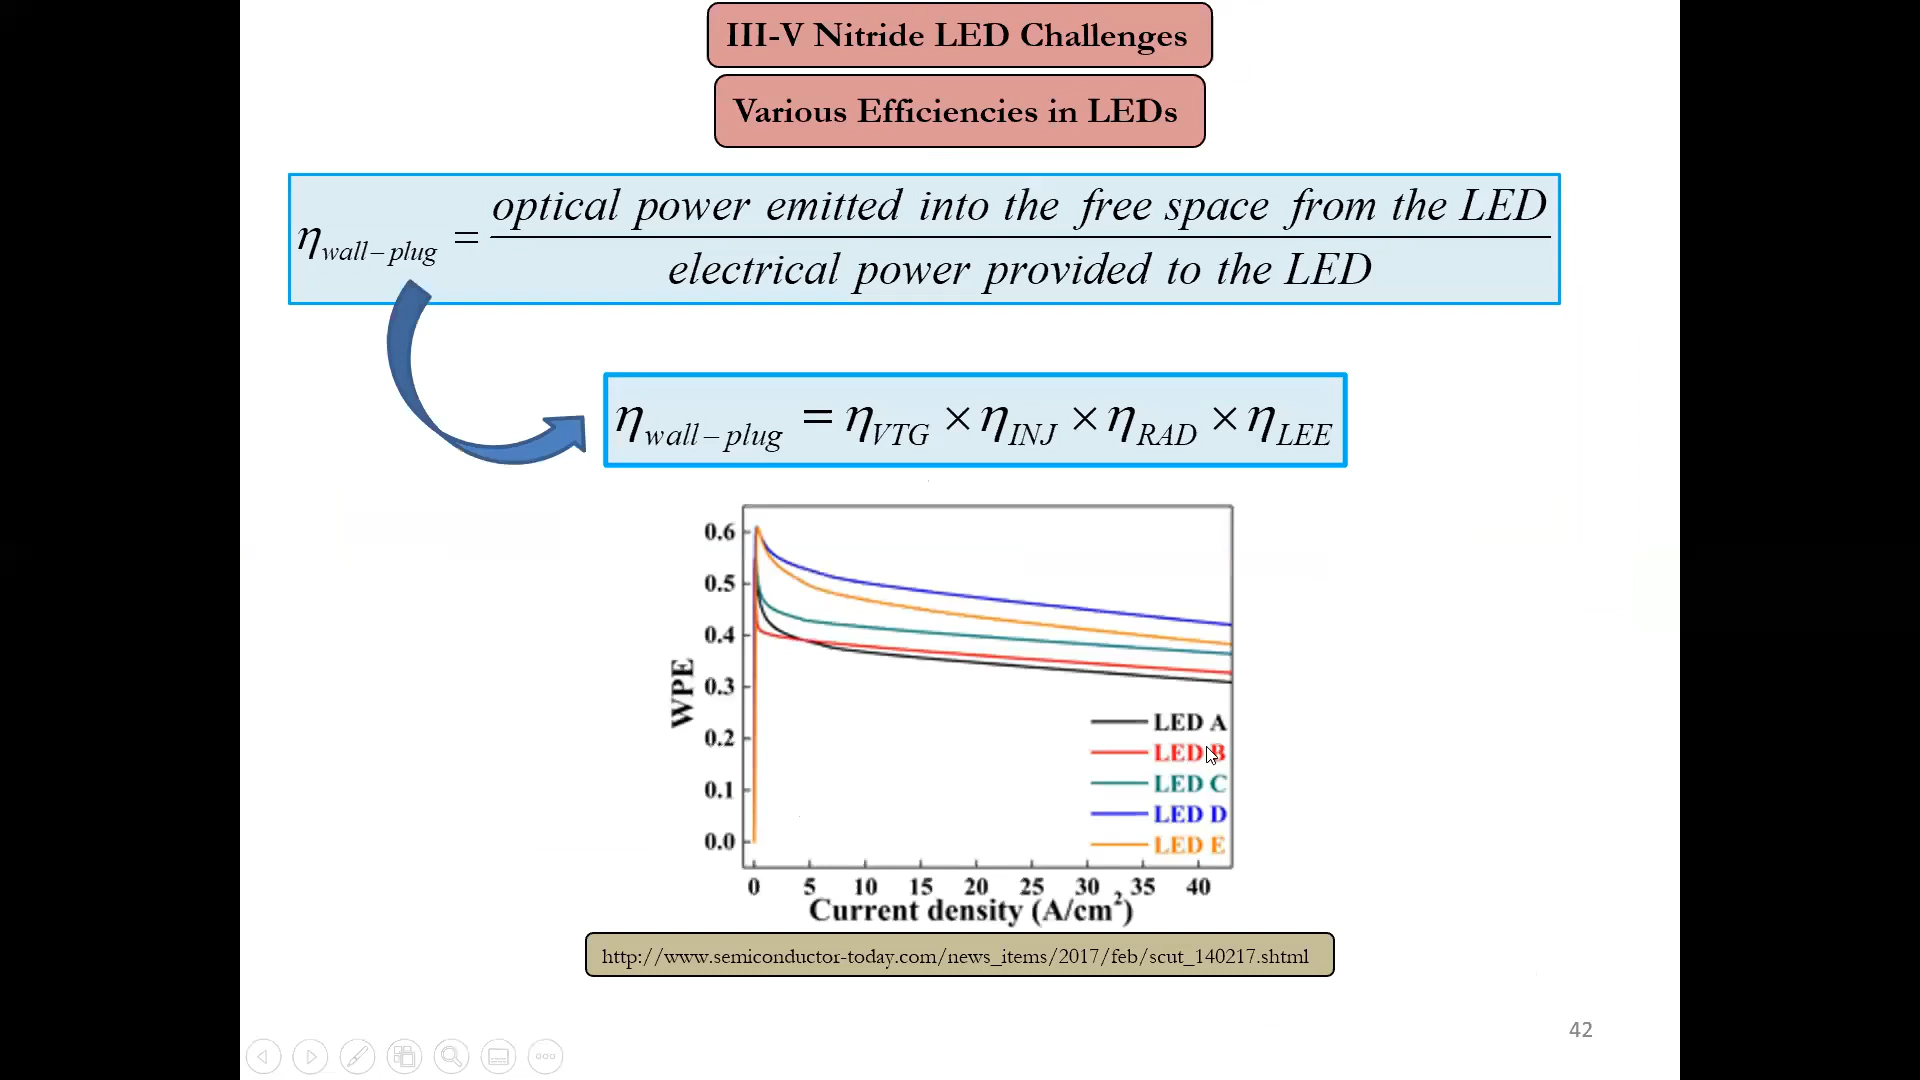 III-V Nitride LED Challenges
Various Efficiencies in LEDs
η_wall-plug = optical power emitted into the free space from the LED
electrical power provided to the LED
η_wall-plug = η_VTG × η_INJ × η_RAD × η_LEE
0.6
0.5
0.4
0.3
0.2
0.1
0.0
WPE
LED A
LED B
LED C
LED D
LED E
0 5 10 15 20 25 30 35 40
Current density (A/cm²)
http://www.semiconductor-today.com/news_items/2017/feb/scut_140217.shtml
42